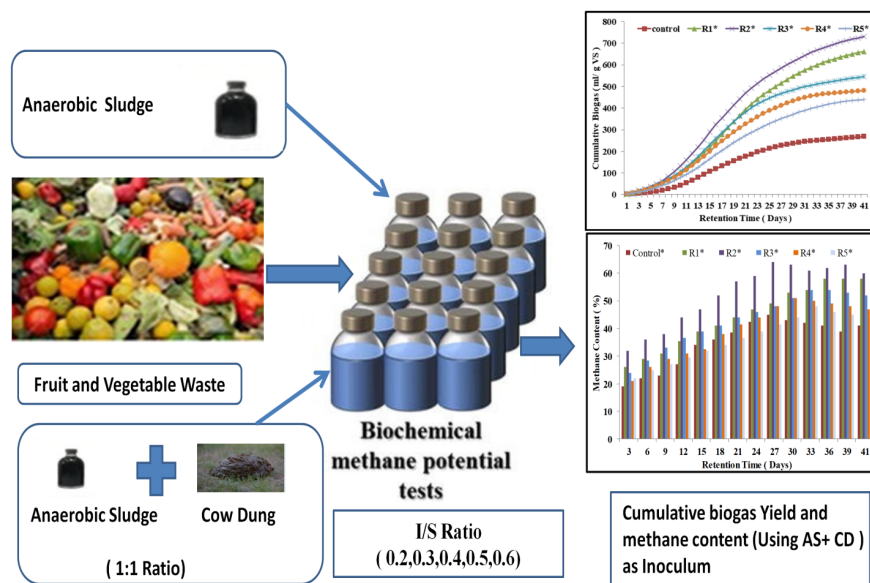 Anaerobic Sludge
Fruit and Vegetable Waste
Anaerobic Sludge
Cow Dung
( 1:1 Ratio)
Biochemical
methane potential
tests
I/S Ratio
( 0.2,0.3,0.4,0.5,0.6)
control R1* R2* R3* R4* R5*
Cumulative Biogas ( ml/ g VS )
800
700
600
500
400
300
200
100
0
1 3 5 7 9 11 13 15 17 19 21 23 25 27 29 31 33 35 37 39 41
Retention Time ( Days)
Control* R1* R2* R3* R4* R5*
Methane Content ( %)
70
60
50
40
30
20
10
0
3 6 9 12 15 18 21 24 27 30 33 36 39 41
Retention Time ( Days)
Cumulative biogas Yield and
methane content (Using AS+ CD )
as Inoculum